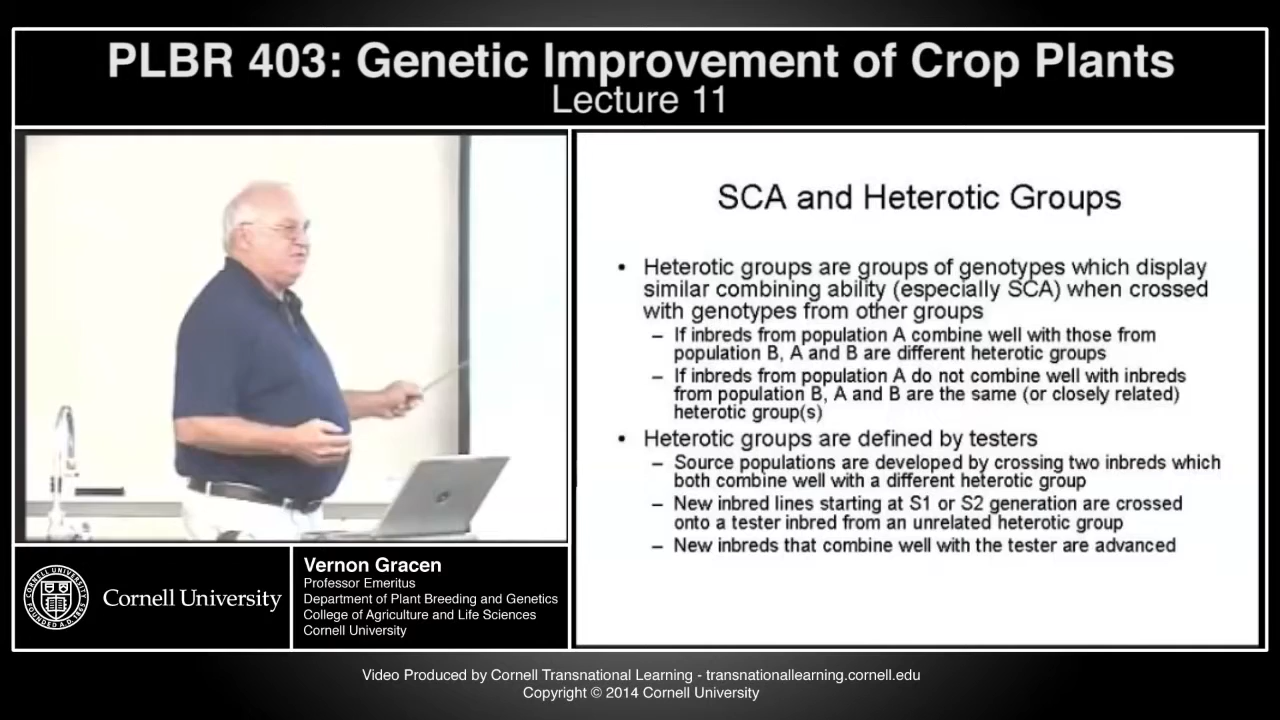 PLBR 403: Genetic Improvement of Crop Plants
Lecture 11
SCA and Heterotic Groups
• Heterotic groups are groups of genotypes which display
similar combining ability (especially SCA) when crossed
with genotypes from other groups
– If inbreds from population A combine well with those from
population B, A and B are different heterotic groups
– If inbreds from population A do not combine well with inbreds
from population B, A and B are the same (or closely related)
heterotic group(s)
• Heterotic groups are defined by testers
– Source populations are developed by crossing two inbreds which
both combine well with a different heterotic group
– New inbred lines starting at S1 or S2 generation are crossed
onto a tester inbred from an unrelated heterotic group
– New inbreds that combine well with the tester are advanced
Cornell University
Vernon Gracen
Professor Emeritus
Department of Plant Breeding and Genetics
College of Agriculture and Life Sciences
Cornell University
Video Produced by Cornell Transnational Learning - transnationallearning.cornell.edu
Copyright © 2014 Cornell University